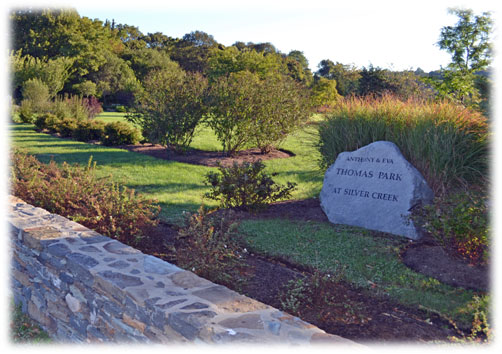 ANTHONY & EVA
THOMAS PARK
AT SILVER CREEK